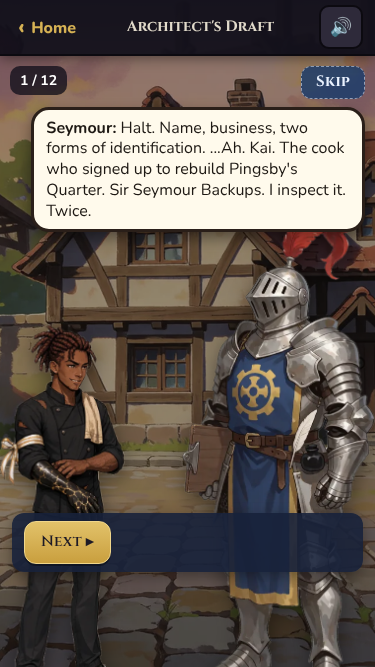 ‹ Home
Architect's Draft
1 / 12
Skip
Seymour: Halt. Name, business, two
forms of identification. ...Ah. Kai. The cook
who signed up to rebuild Pingsby's
Quarter. Sir Seymour Backups. I inspect it.
Twice.
Next ▸